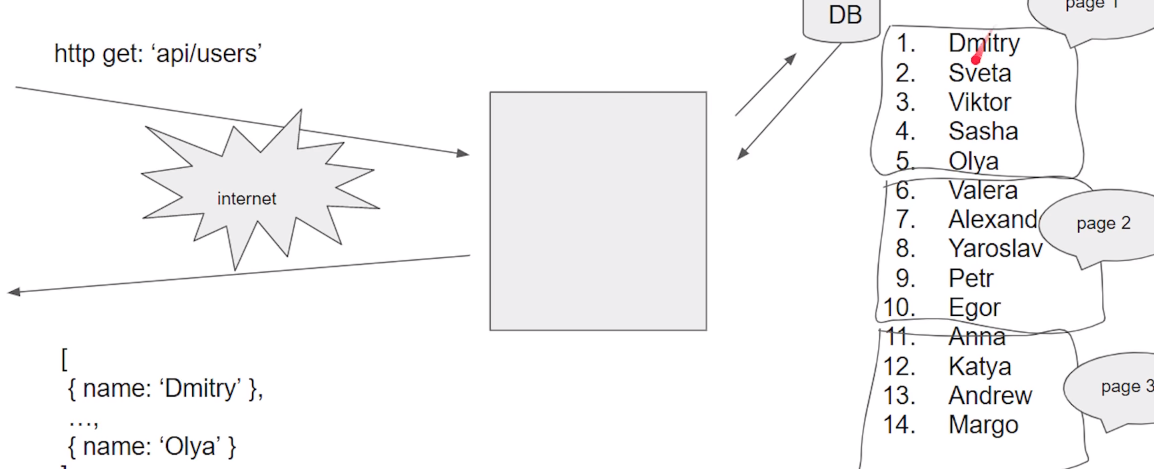 http get: ‘api/users’
internet
[
{ name: ‘Dmitry’ },
…,
{ name: ‘Olya’ }
DB
page 1
1. Dmitry
2. Sveta
3. Viktor
4. Sasha
5. Olya
6. Valera
7. Alexand
8. Yaroslav
9. Petr
10. Egor
page 2
11. Anna
12. Katya
13. Andrew
14. Margo
page 3